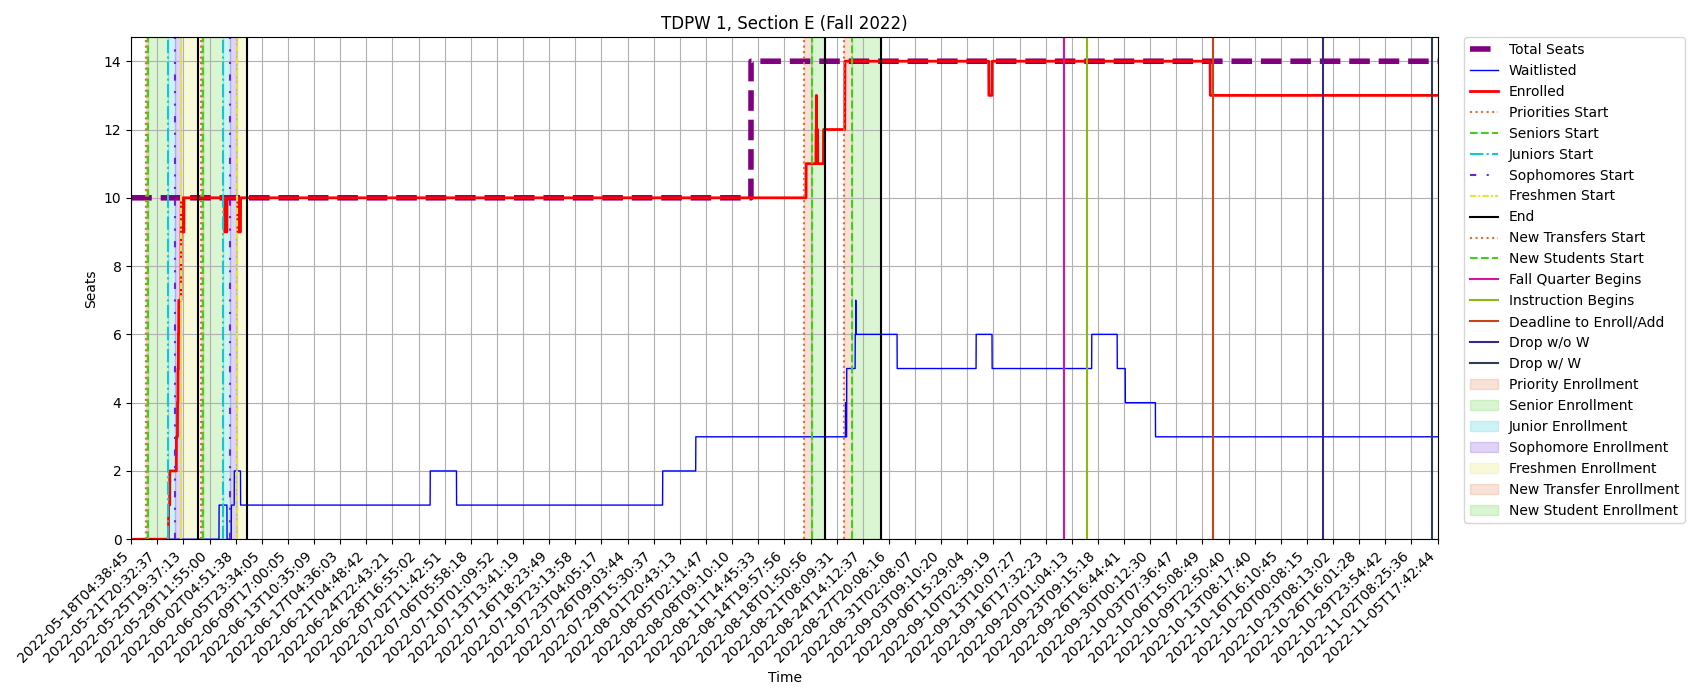 TDPW 1, Section E (Fall 2022)
Seats
14
12
10
8
6
4
2
0
2022-05-18T04:38:45
2022-05-21T20:32:37
2022-05-25T19:37:13
2022-05-29T11:55:00
2022-06-02T04:51:38
2022-06-05T23:34:05
2022-06-09T17:00:05
2022-06-13T10:35:09
2022-06-17T04:36:03
2022-06-21T04:48:42
2022-06-24T22:43:21
2022-06-28T16:55:02
2022-07-02T11:42:51
2022-07-06T05:58:18
2022-07-10T01:09:52
2022-07-13T13:41:19
2022-07-16T18:23:49
2022-07-19T23:13:58
2022-07-23T04:05:17
2022-07-26T09:03:44
2022-07-29T15:30:37
2022-08-01T20:43:13
2022-08-05T02:11:47
2022-08-08T09:10:10
2022-08-11T14:45:33
2022-08-14T19:57:56
2022-08-18T01:50:56
2022-08-21T08:09:31
2022-08-24T14:12:37
2022-08-27T20:08:16
2022-08-31T02:08:07
2022-09-03T09:10:20
2022-09-06T15:29:04
2022-09-10T02:39:19
2022-09-13T10:07:27
2022-09-16T17:32:23
2022-09-20T01:04:13
2022-09-23T09:15:18
2022-09-26T16:44:41
2022-09-30T00:12:30
2022-10-03T07:36:47
2022-10-06T15:08:49
2022-10-09T22:50:40
2022-10-13T08:17:40
2022-10-16T16:10:45
2022-10-20T00:08:15
2022-10-23T08:13:02
2022-10-26T16:01:28
2022-10-29T23:54:42
2022-11-02T08:25:36
2022-11-05T17:42:44
Time
Total Seats
Waitlisted
Enrolled
Priorities Start
Seniors Start
Juniors Start
Sophomores Start
Freshmen Start
End
New Transfers Start
New Students Start
Fall Quarter Begins
Instruction Begins
Deadline to Enroll/Add
Drop w/o W
Drop w/ W
Priority Enrollment
Senior Enrollment
Junior Enrollment
Sophomore Enrollment
Freshmen Enrollment
New Transfer Enrollment
New Student Enrollment